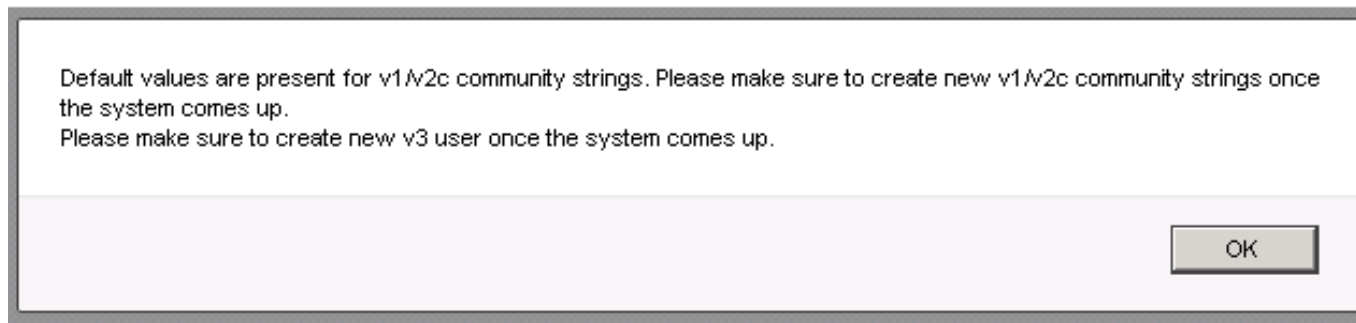 Default values are present for v1/v2c community strings. Please make sure to create new v1/v2c community strings once
the system comes up.
Please make sure to create new v3 user once the system comes up.
OK